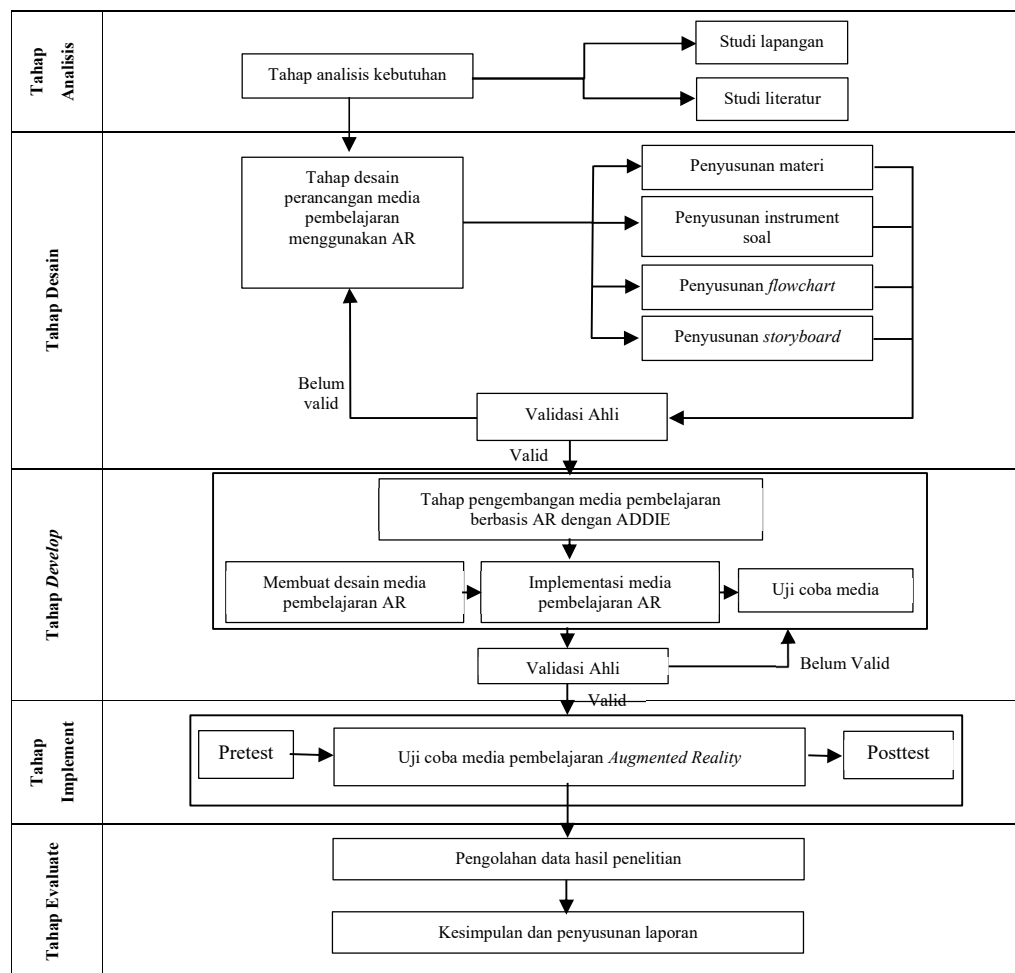 Tahap
Analisis
Tahap analisis kebutuhan
Studi lapangan
Studi literatur
Tahap Desain
Tahap desain
perancangan media
pembelajaran
menggunakan AR
Penyusunan materi
Penyusunan instrument
soal
Penyusunan flowchart
Penyusunan storyboard
Belum
valid
Validasi Ahli
Valid
Tahap Develop
Tahap pengembangan media pembelajaran
berbasis AR dengan ADDIE
Membuat desain media
pembelajaran AR
Implementasi media
pembelajaran AR
Uji coba media
Validasi Ahli
Belum Valid
Valid
Tahap
Implement
Pretest
Uji coba media pembelajaran Augmented Reality
Posttest
Tahap Evaluate
Pengolahan data hasil penelitian
Kesimpulan dan penyusunan laporan